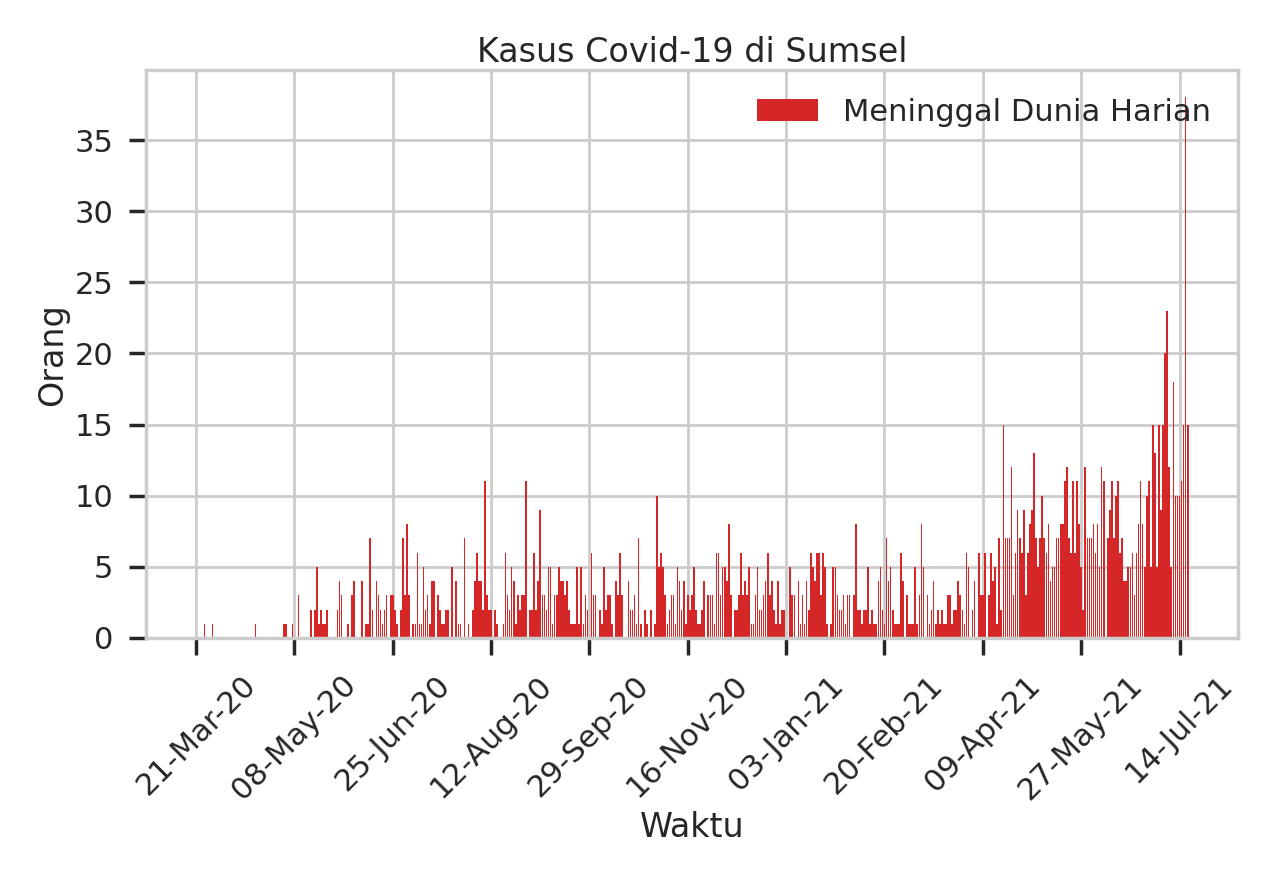 Kasus Covid-19 di Sumsel
Meninggal Dunia Harian
Orang
35
30
25
20
15
10
5
0
21-Mar-20
08-May-20
25-Jun-20
12-Aug-20
29-Sep-20
16-Nov-20
03-Jan-21
20-Feb-21
09-Apr-21
27-May-21
14-Jul-21
Waktu